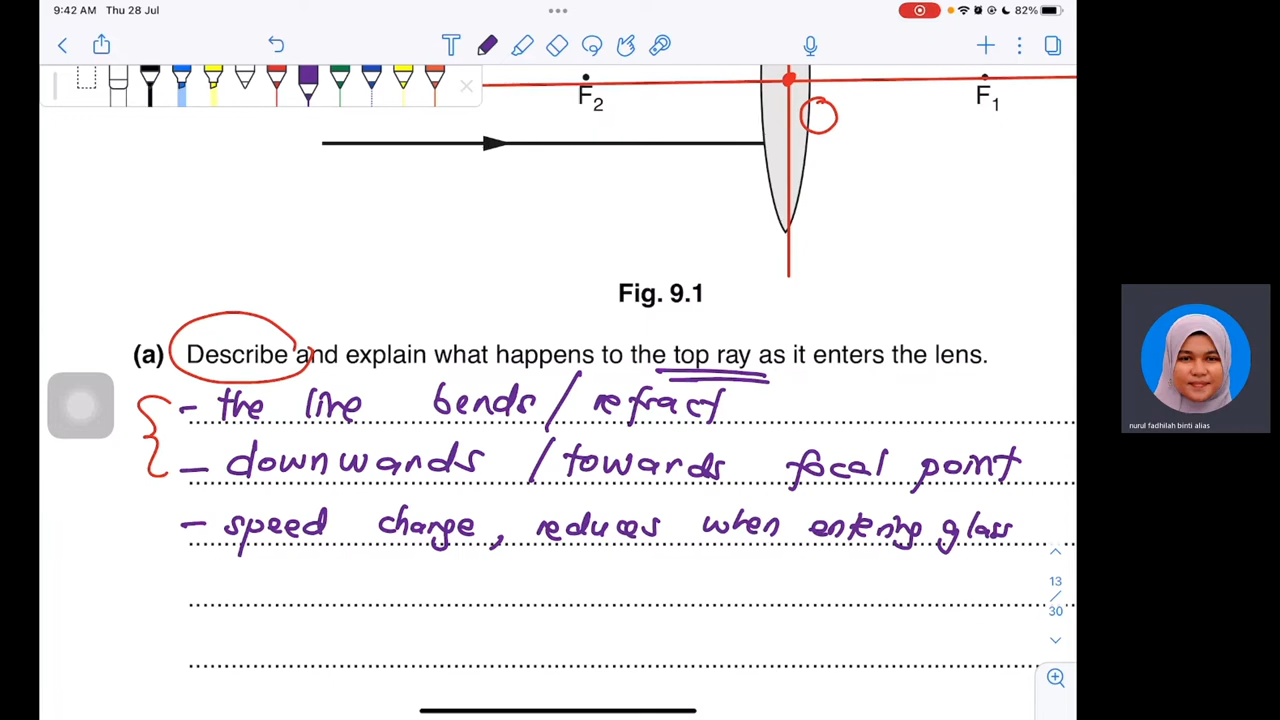 9:42 AM Thu 28 Jul
82%
T
F2
F1
Fig. 9.1
(a) Describe and explain what happens to the top ray as it enters the lens.
- the line bends / refract
- downwards / towards focal point
- speed change, reduces when entering glass
13
/
30
nurul fadhilah binti alias